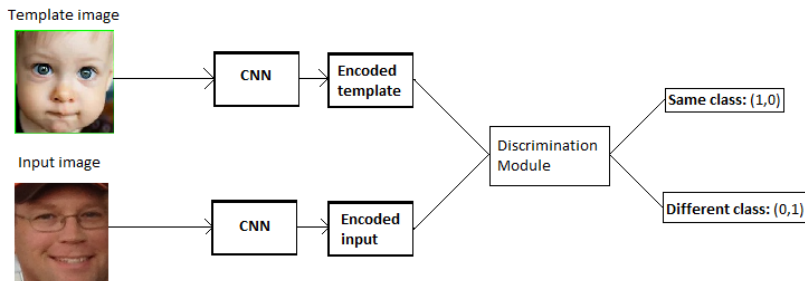 Template image
CNN
Encoded
template
Same class: (1,0)
Discrimination
Module
Input image
CNN
Encoded
input
Different class: (0,1)